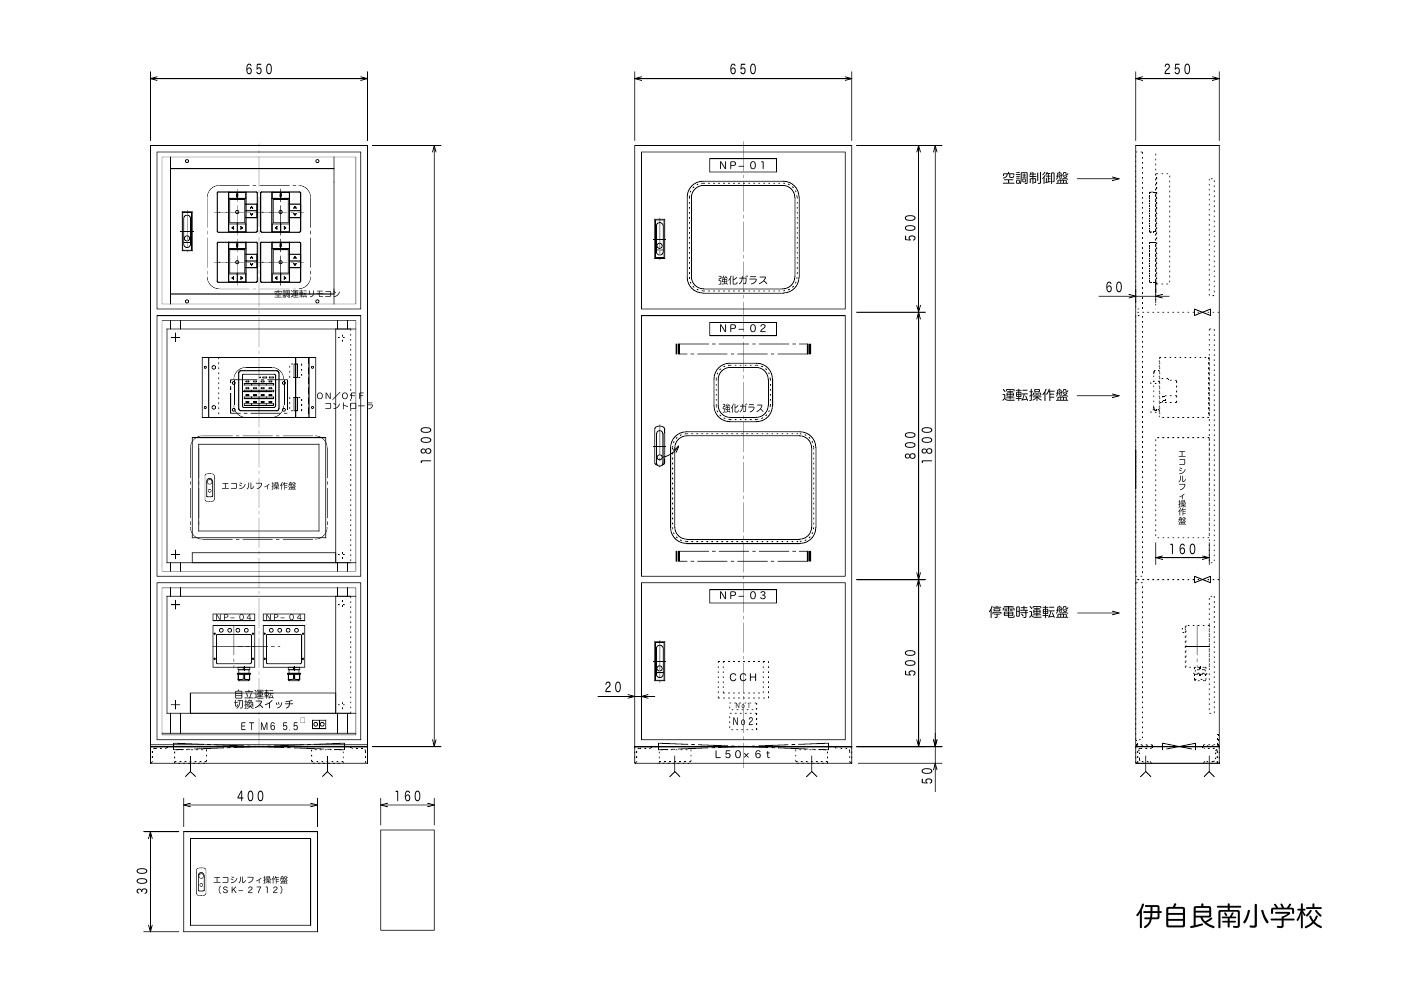 650
650
250
NP-01
空調制御盤
500
強化ガラス
空調運転リモコン
60
NP-02
強化ガラス
ON/OFF
コントローラ
運転操作盤
1800
800
1800
エコシルフィ操作盤
エコシルフィ操作盤
160
NP-04
NP-04
NP-03
停電時運転盤
500
CCH
20
自立運転
切換スイッチ
No1
No2
ET M6 5.5□
L50×6t
50
400
160
300
エコシルフィ操作盤
(SK-2712)
伊自良南小学校